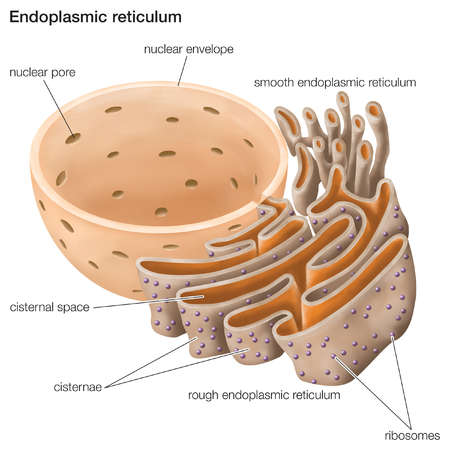 Endoplasmic reticulum
nuclear envelope
nuclear pore
smooth endoplasmic reticulum
cisternal space
cisternae
rough endoplasmic reticulum
ribosomes